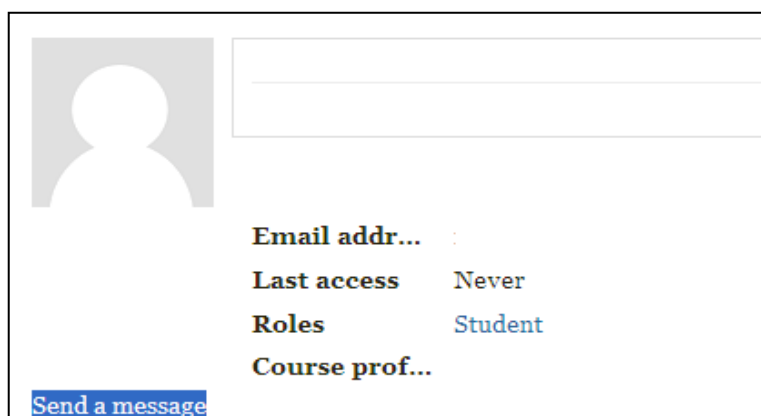 Email addr...
Last access Never
Roles Student
Course prof...
Send a message